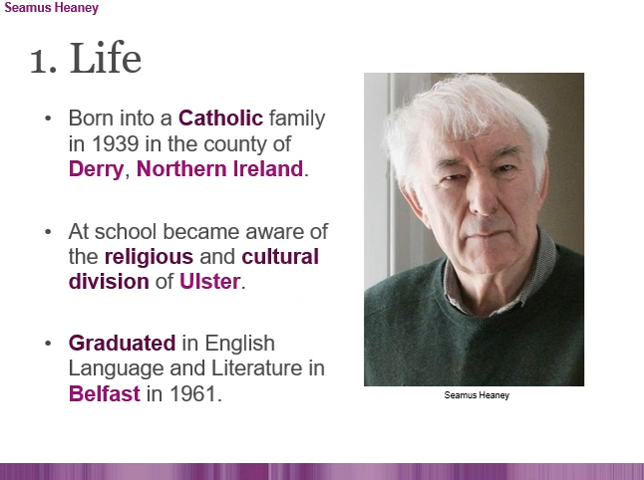 Seamus Heaney
1. Life
• Born into a Catholic family
in 1939 in the county of
Derry, Northern Ireland.
• At school became aware of
the religious and cultural
division of Ulster.
• Graduated in English
Language and Literature in
Belfast in 1961.
Seamus Heaney